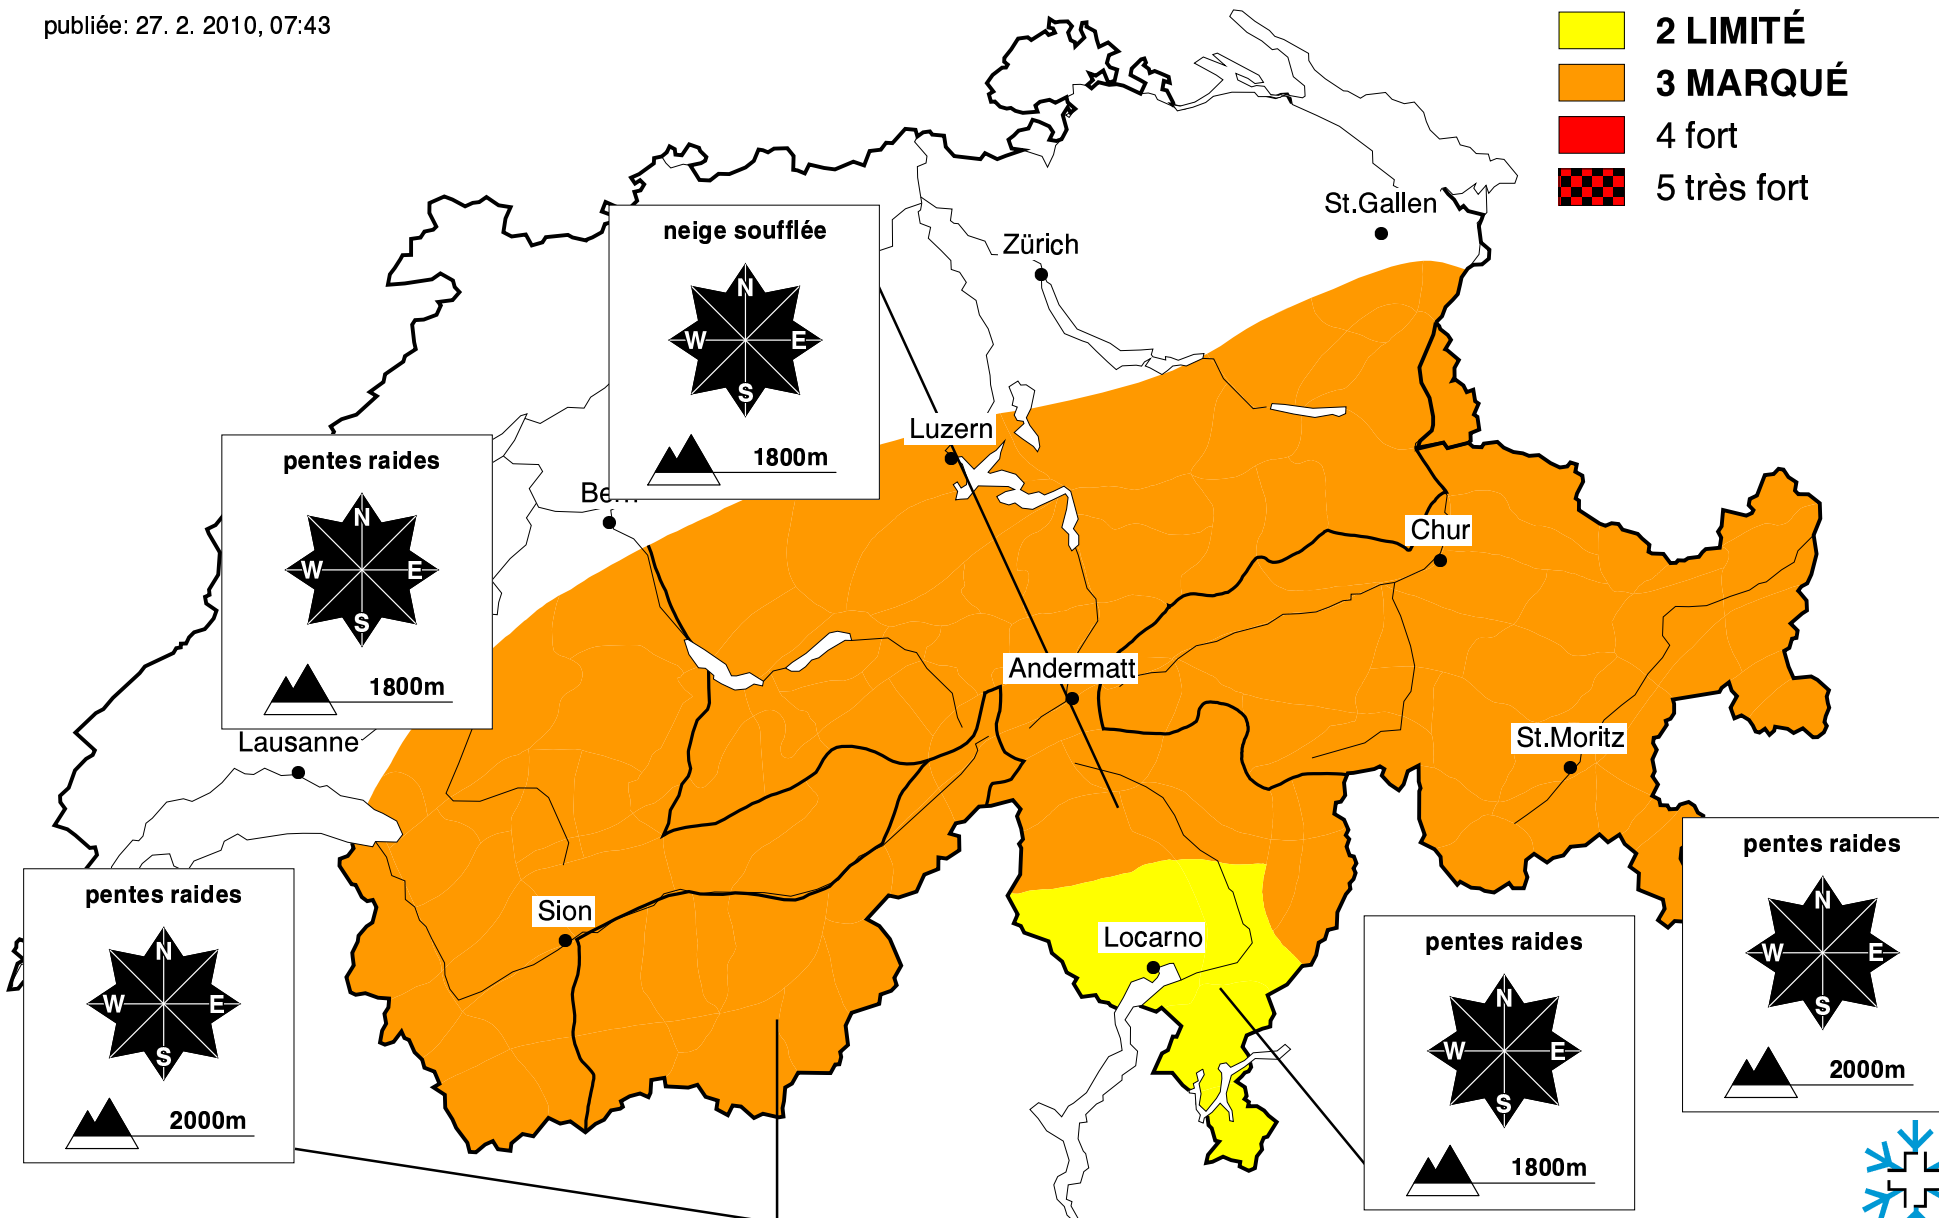 publiée: 27. 2. 2010, 07:43
2 LIMITÉ
3 MARQUÉ
4 fort
5 très fort
St.Gallen
Zürich
neige soufflée
N
W E
S
1800m
Luzern
pentes raides
N
W E
S
1800m
Chur
Andermatt
St.Moritz
Lausanne
pentes raides
N
W E
S
2000m
Sion
Locarno
pentes raides
N
W E
S
1800m
pentes raides
N
W E
S
2000m